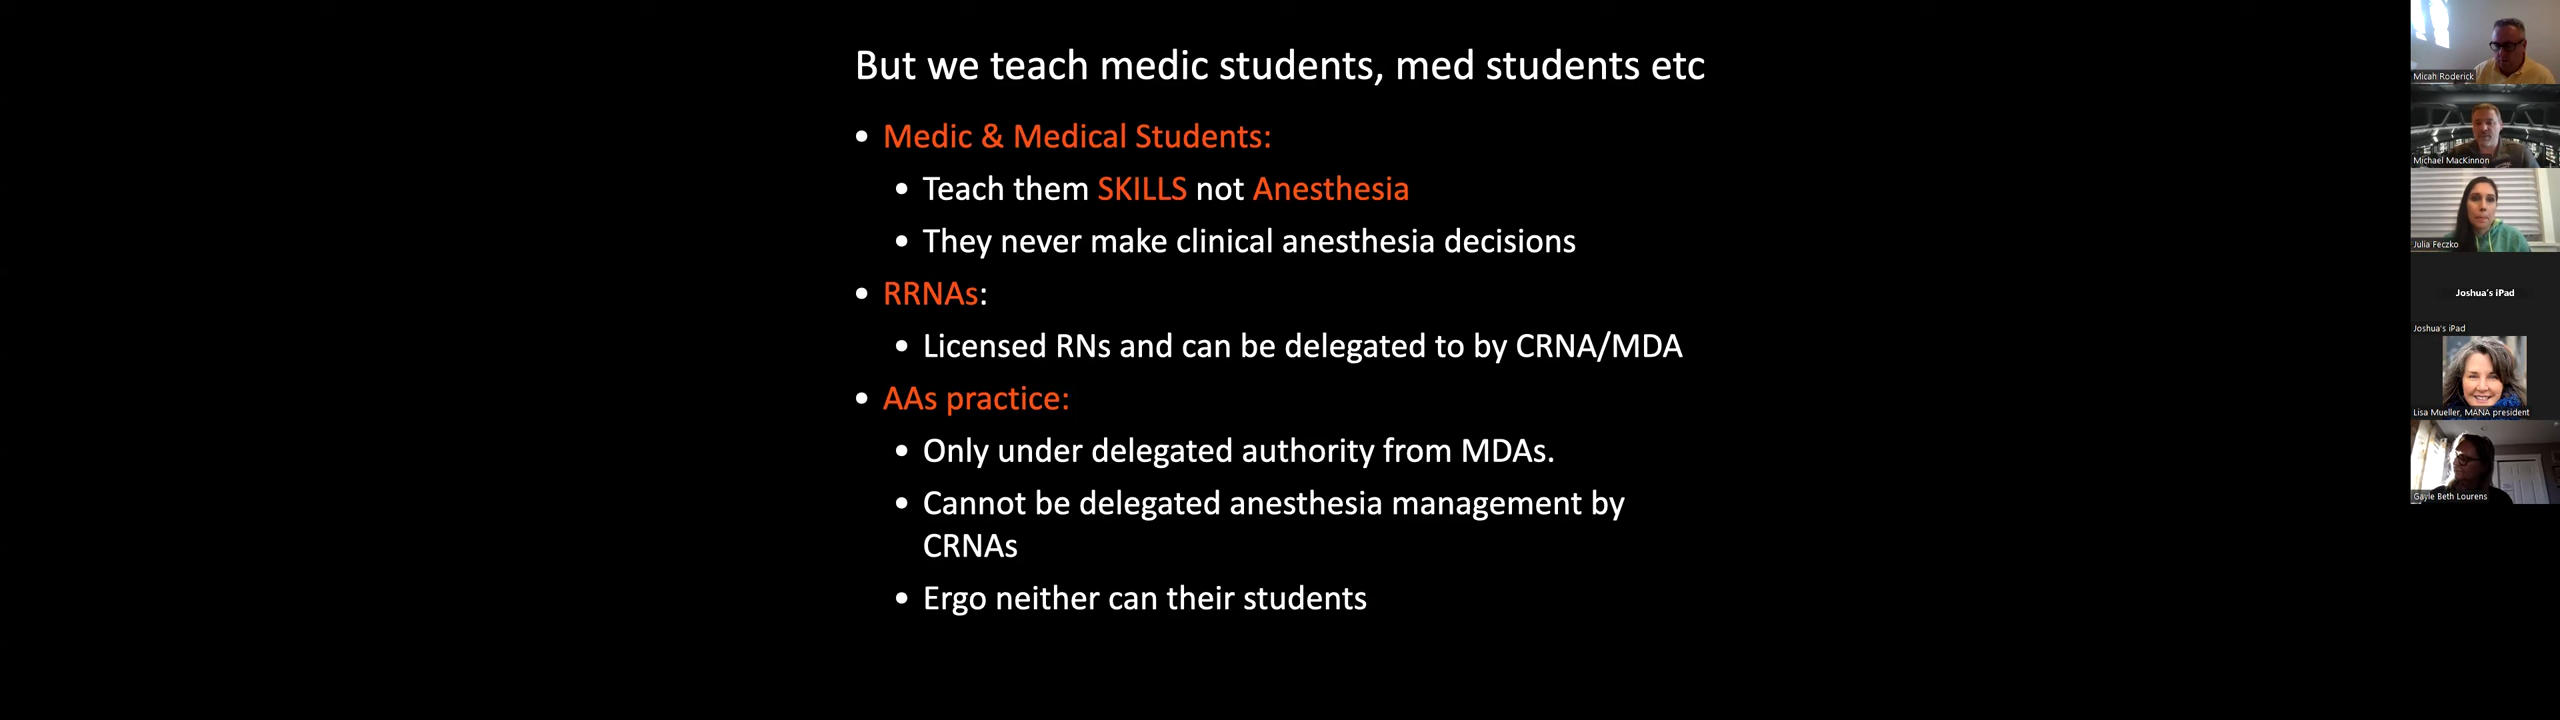 But we teach medic students, med students etc
• Medic & Medical Students:
• Teach them SKILLS not Anesthesia
• They never make clinical anesthesia decisions
• RRNAs:
• Licensed RNs and can be delegated to by CRNA/MDA
• AAs practice:
• Only under delegated authority from MDAs.
• Cannot be delegated anesthesia management by
CRNAs
• Ergo neither can their students
Micah Roderick
Michael MacKinnon
Julia Feczko
Joshua's iPad
Joshua's iPad
Lisa Mueller, MANA president
Gayle Beth Lourens